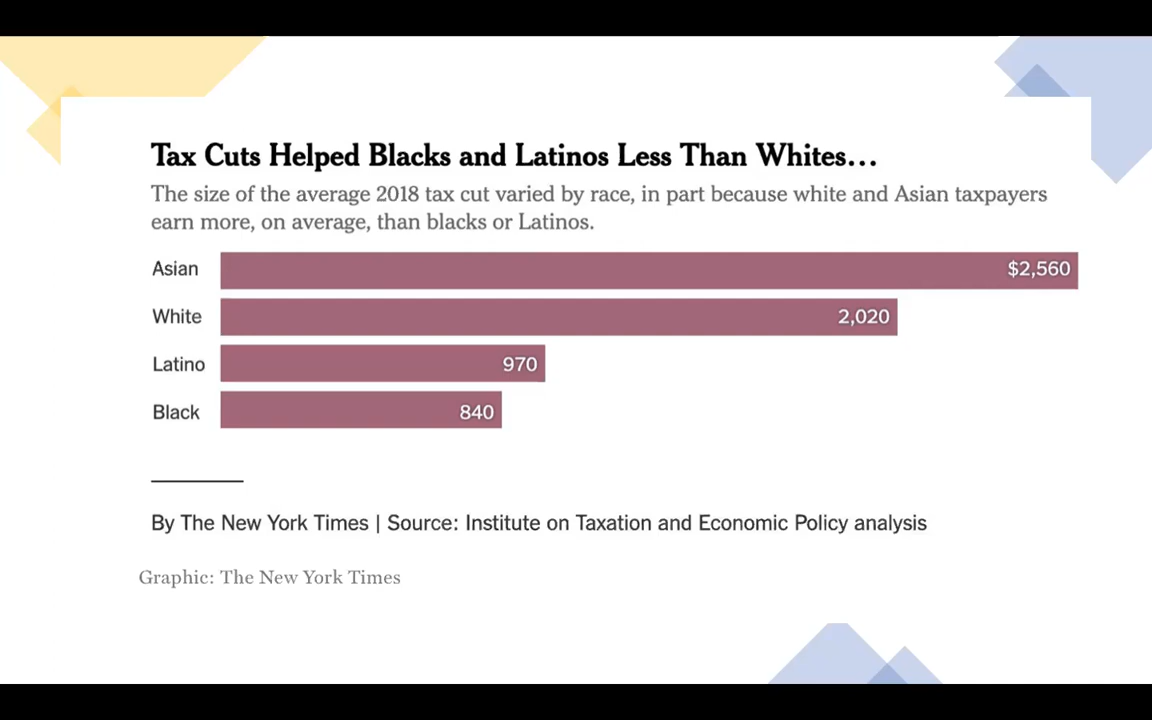 Tax Cuts Helped Blacks and Latinos Less Than Whites…
The size of the average 2018 tax cut varied by race, in part because white and Asian taxpayers
earn more, on average, than blacks or Latinos.
Asian $2,560
White 2,020
Latino 970
Black 840
By The New York Times | Source: Institute on Taxation and Economic Policy analysis
Graphic: The New York Times